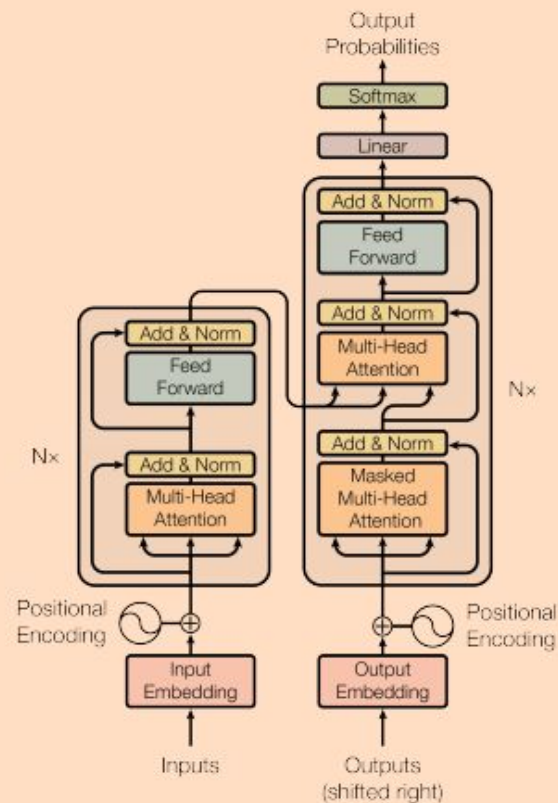 Output
Probabilities
Softmax
Linear
Add & Norm
Feed
Forward
Add & Norm
Multi-Head
Attention
Add & Norm
Masked
Multi-Head
Attention
N×
Add & Norm
Feed
Forward
Add & Norm
Multi-Head
Attention
N×
Positional
Encoding
Positional
Encoding
Input
Embedding
Output
Embedding
Inputs
Outputs
(shifted right)